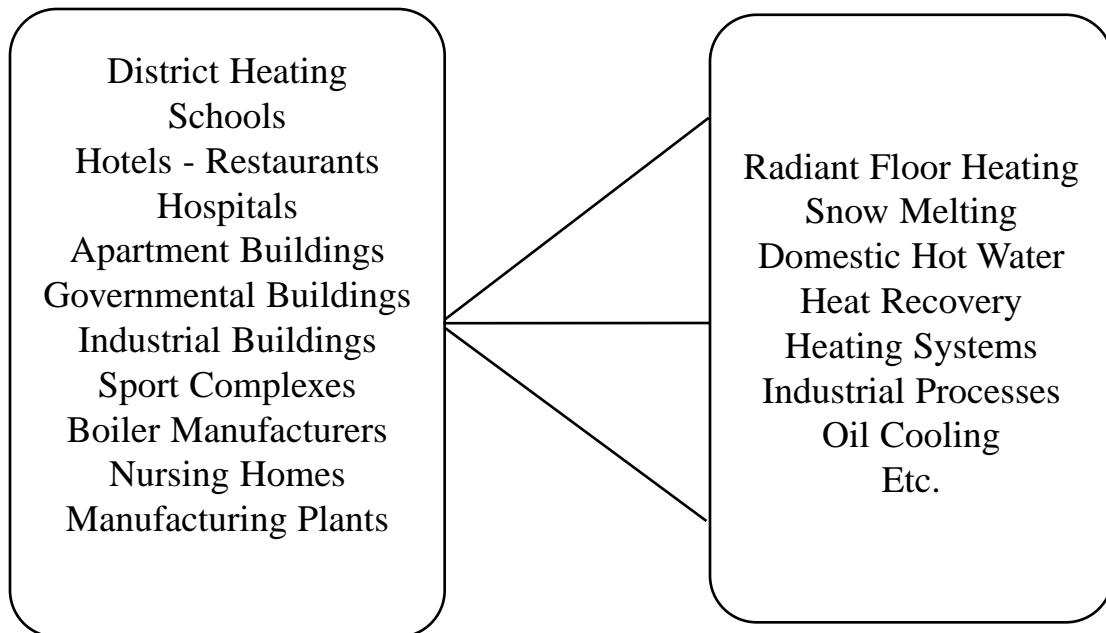 District Heating
Schools
Hotels - Restaurants
Hospitals
Apartment Buildings
Governmental Buildings
Industrial Buildings
Sport Complexes
Boiler Manufacturers
Nursing Homes
Manufacturing Plants
Radiant Floor Heating
Snow Melting
Domestic Hot Water
Heat Recovery
Heating Systems
Industrial Processes
Oil Cooling
Etc.